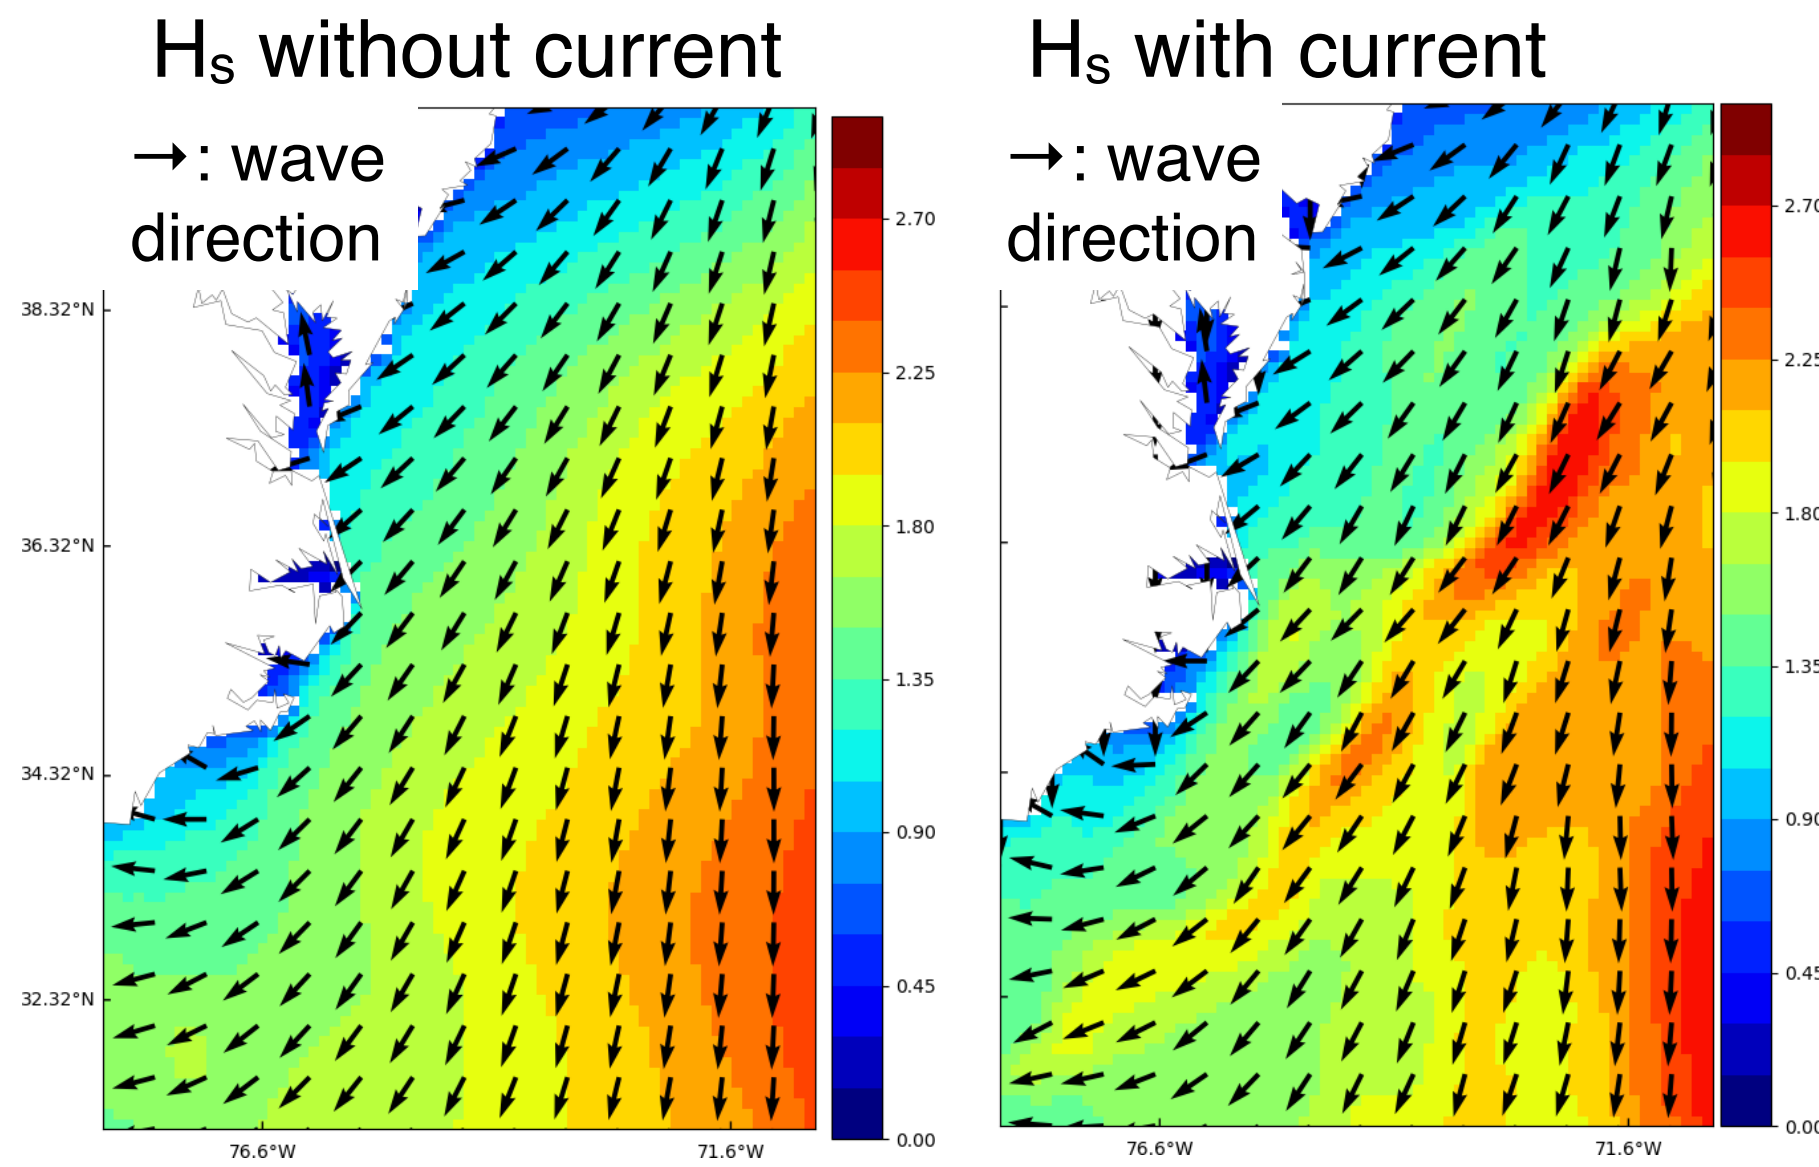 Hs without current
Hs with current
→: wave
direction
→: wave
direction
38.32°N
36.32°N
34.32°N
32.32°N
76.6°W
71.6°W
2.70
2.25
1.80
1.35
0.90
0.45
0.00
76.6°W
71.6°W
2.70
2.25
1.80
1.35
0.90
0.45
0.00